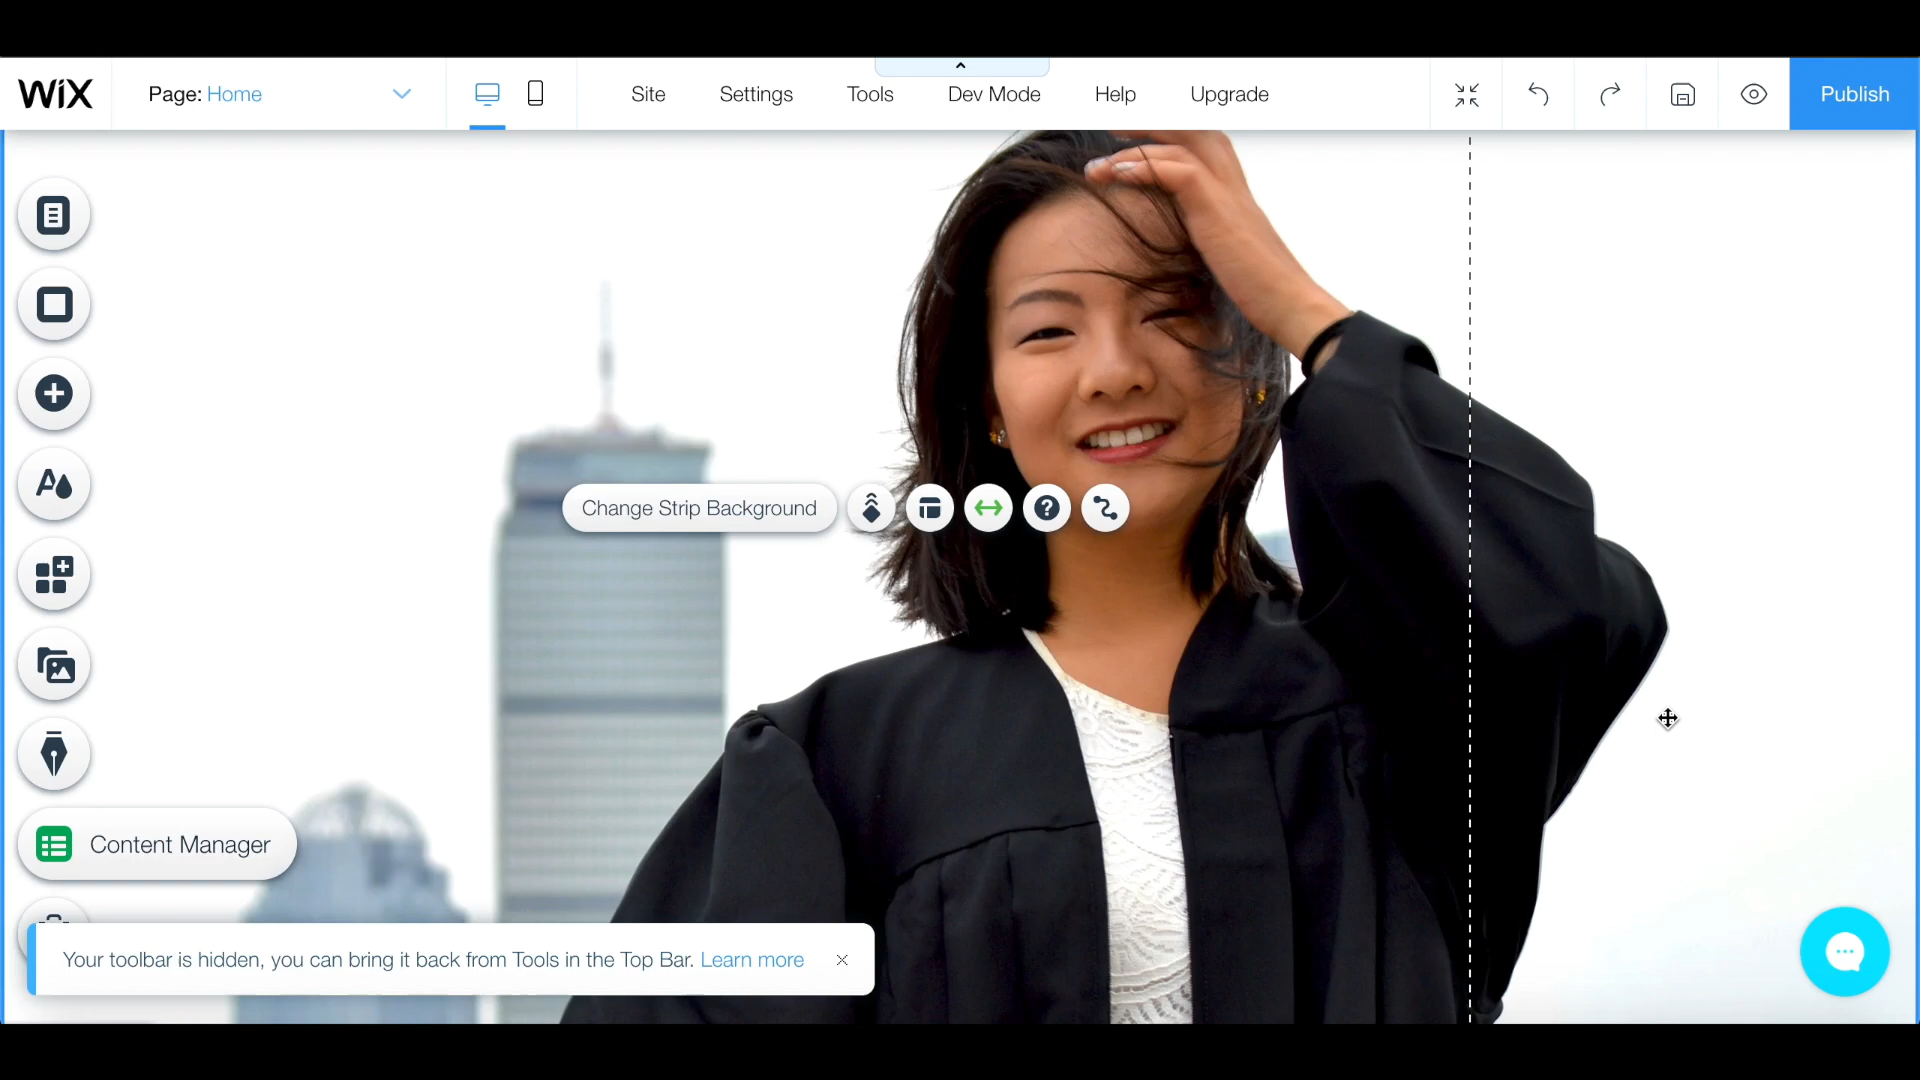 WiX
Page: Home
Site
Settings
Tools
Dev Mode
Help
Upgrade
Publish
Change Strip Background
?
Content Manager
Your toolbar is hidden, you can bring it back from Tools in the Top Bar. Learn more